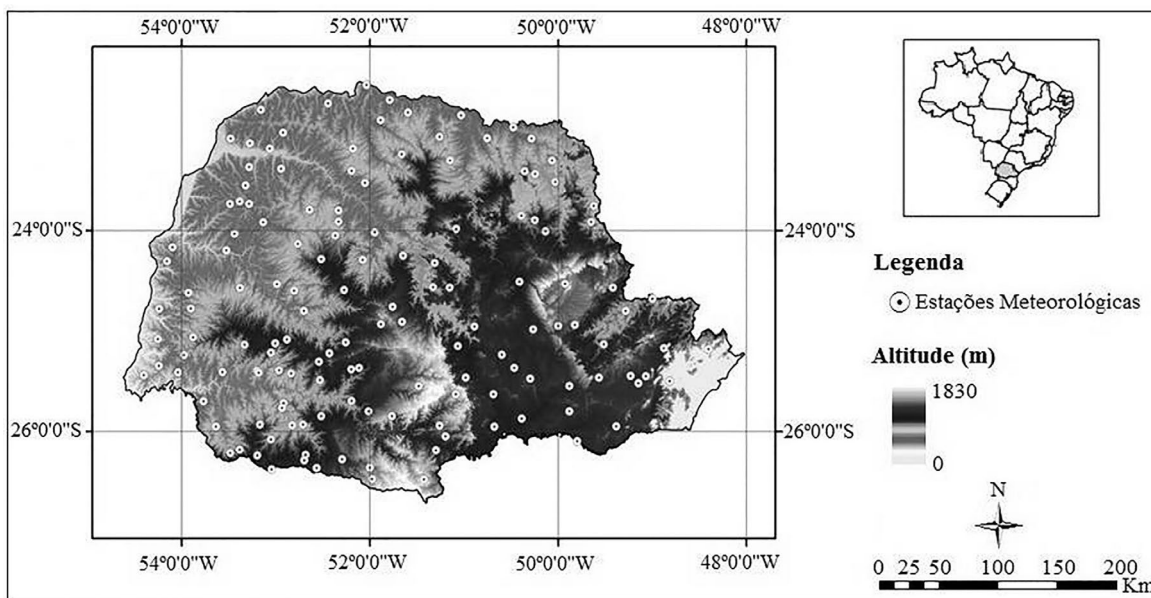 54°0'0"W 52°0'0"W 50°0'0"W 48°0'0"W
24°0'0"S 24°0'0"S
26°0'0"S 26°0'0"S
54°0'0"W 52°0'0"W 50°0'0"W 48°0'0"W
Legenda
Estações Meteorológicas
Altitude (m)
1830
0
N
0 25 50 100 150 200
Km